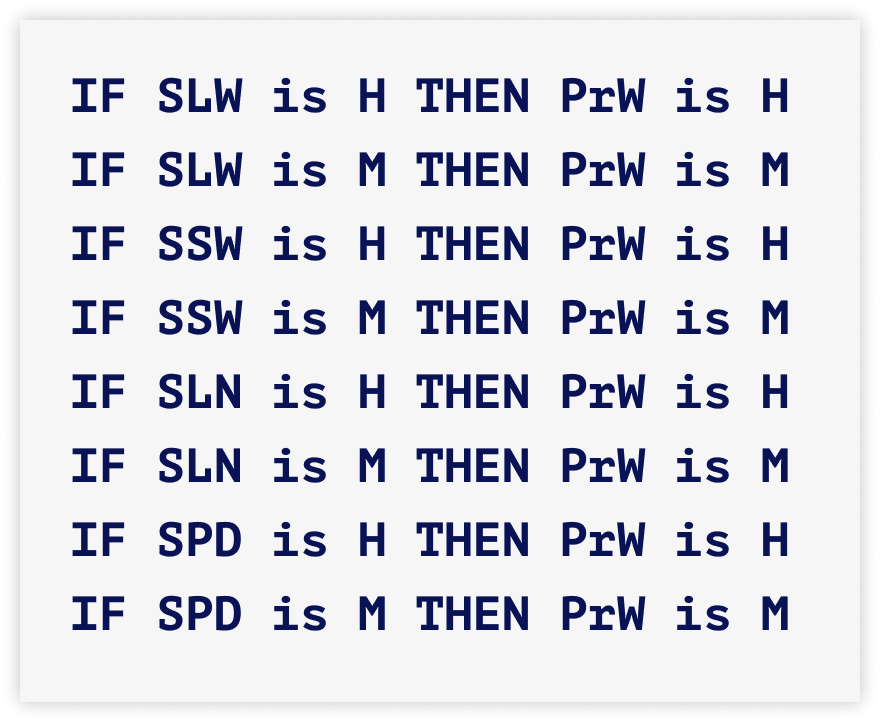 IF SLW is H THEN PrW is H
IF SLW is M THEN PrW is M
IF SSW is H THEN PrW is H
IF SSW is M THEN PrW is M
IF SLN is H THEN PrW is H
IF SLN is M THEN PrW is M
IF SPD is H THEN PrW is H
IF SPD is M THEN PrW is M